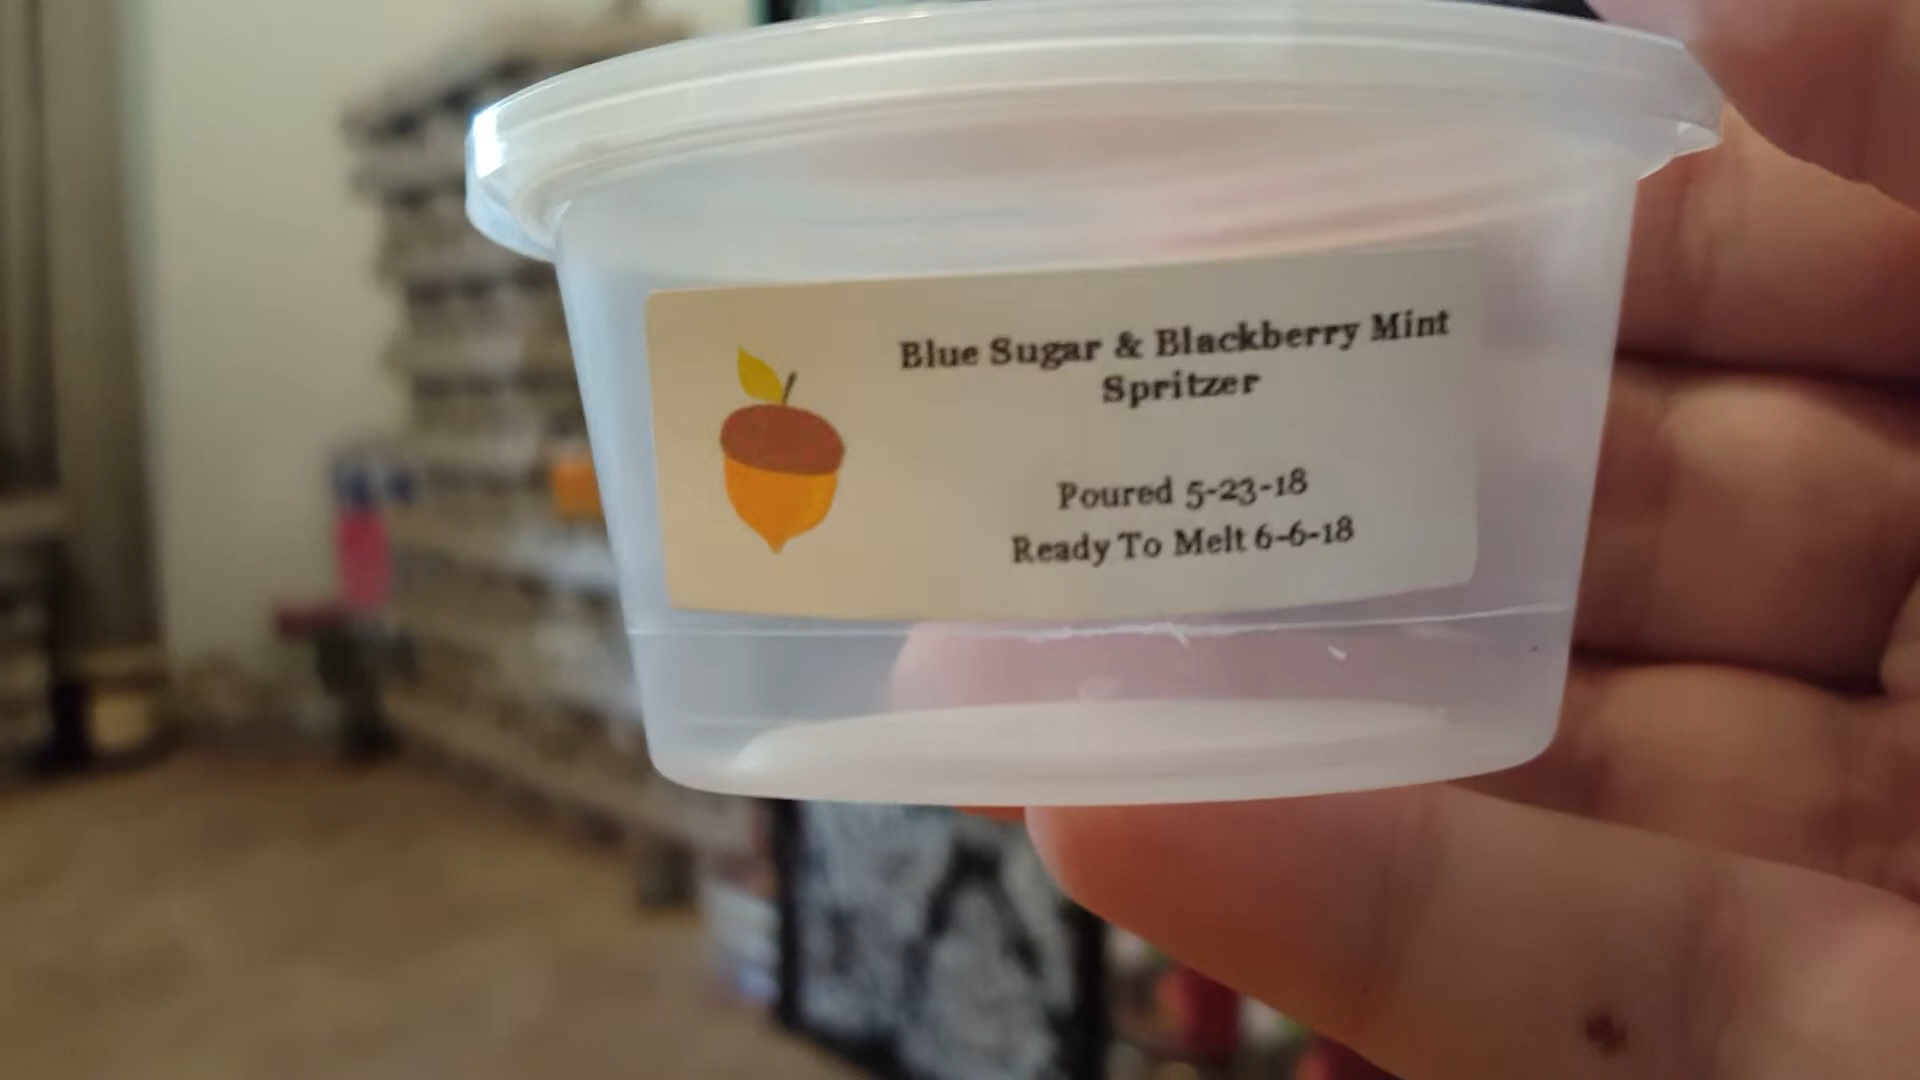 Blue Sugar & Blackberry Mint
Spritzer
Poured 5-23-18
Ready To Melt 6-6-18